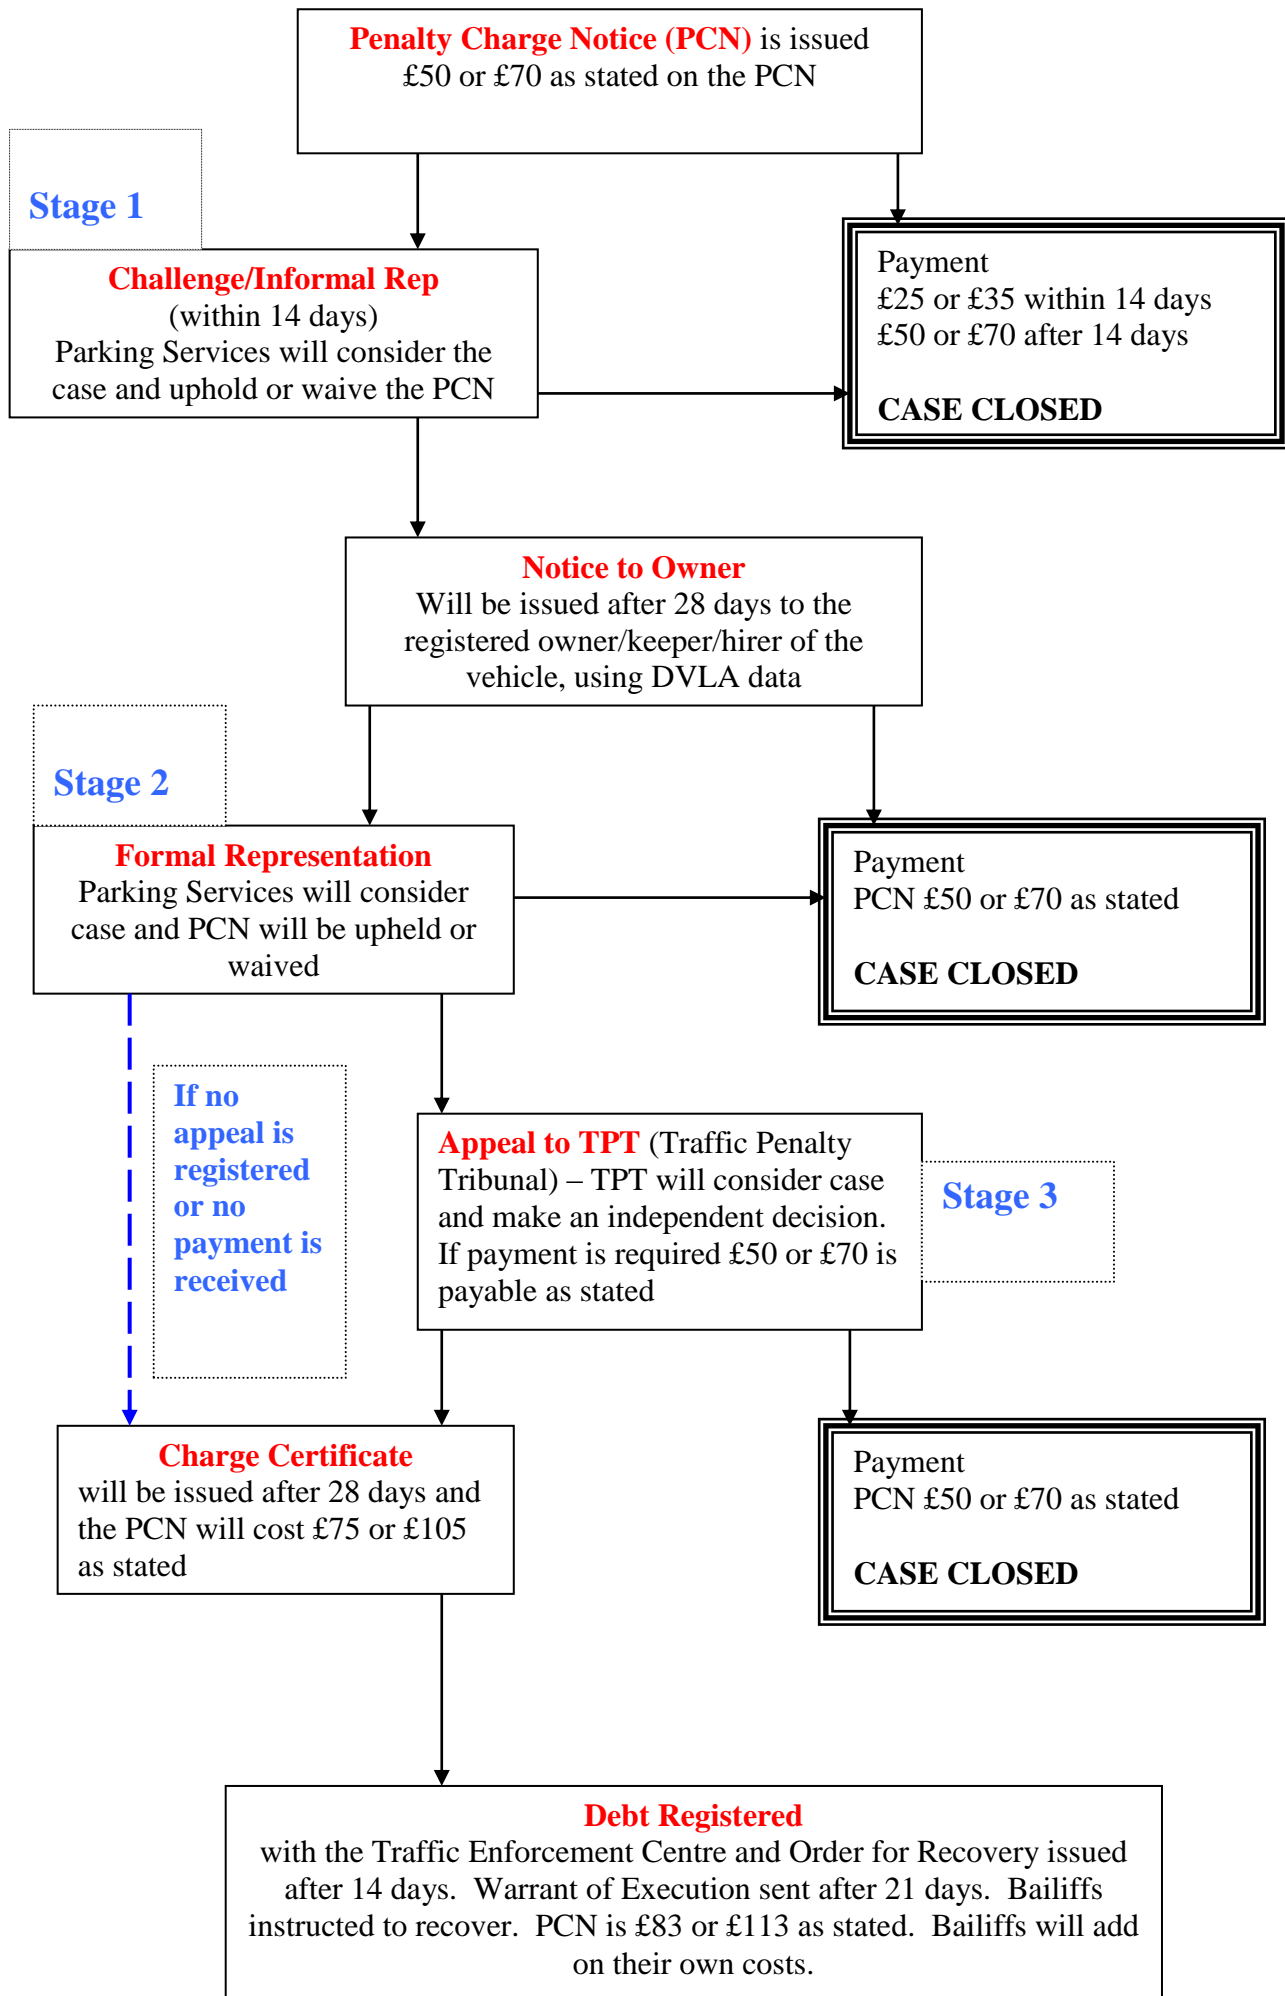 Penalty Charge Notice (PCN) is issued
£50 or £70 as stated on the PCN
Stage 1
Challenge/Informal Rep
(within 14 days)
Parking Services will consider the
case and uphold or waive the PCN
Payment
£25 or £35 within 14 days
£50 or £70 after 14 days
CASE CLOSED
Notice to Owner
Will be issued after 28 days to the
registered owner/keeper/hirer of the
vehicle, using DVLA data
Stage 2
Formal Representation
Parking Services will consider
case and PCN will be upheld or
waived
Payment
PCN £50 or £70 as stated
CASE CLOSED
If no
appeal is
registered
or no
payment is
received
Appeal to TPT (Traffic Penalty
Tribunal) – TPT will consider case
and make an independent decision.
If payment is required £50 or £70 is
payable as stated
Stage 3
Charge Certificate
will be issued after 28 days and
the PCN will cost £75 or £105
as stated
Payment
PCN £50 or £70 as stated
CASE CLOSED
Debt Registered
with the Traffic Enforcement Centre and Order for Recovery issued
after 14 days.  Warrant of Execution sent after 21 days.  Bailiffs
instructed to recover.  PCN is £83 or £113 as stated.  Bailiffs will add
on their own costs.